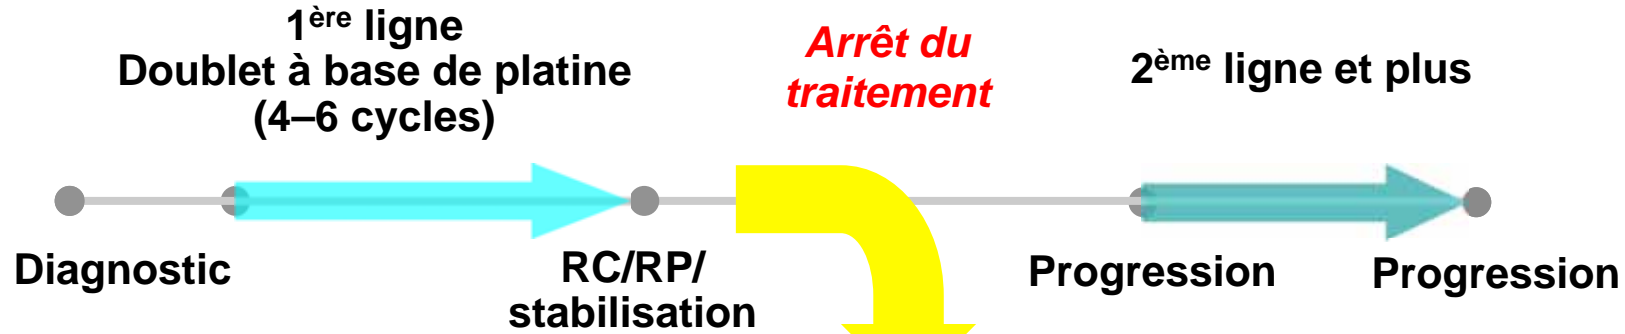 1ère ligne
Doublet à base de platine
(4–6 cycles)
Arrêt du
traitement
2ème ligne et plus
Diagnostic
RC/RP/
stabilisation
Progression
Progression